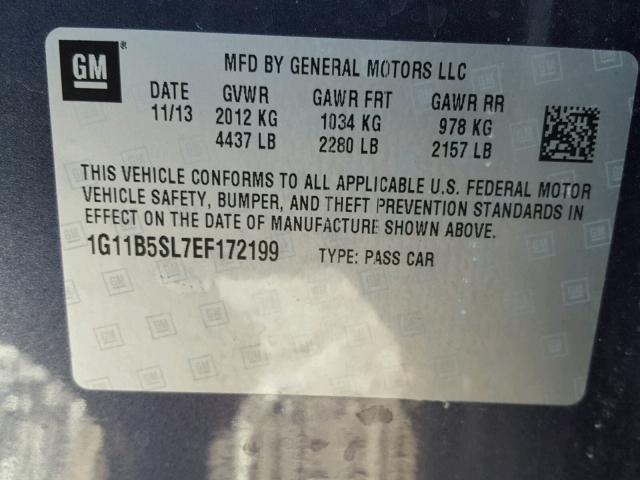 GM
MFD BY GENERAL MOTORS LLC
DATE GVWR GAWR FRT GAWR RR
11/13 2012 KG 1034 KG 978 KG
4437 LB 2280 LB 2157 LB
THIS VEHICLE CONFORMS TO ALL APPLICABLE U.S. FEDERAL MOTOR
VEHICLE SAFETY, BUMPER, AND THEFT PREVENTION STANDARDS IN
EFFECT ON THE DATE OF MANUFACTURE SHOWN ABOVE.
1G11B5SL7EF172199 TYPE: PASS CAR